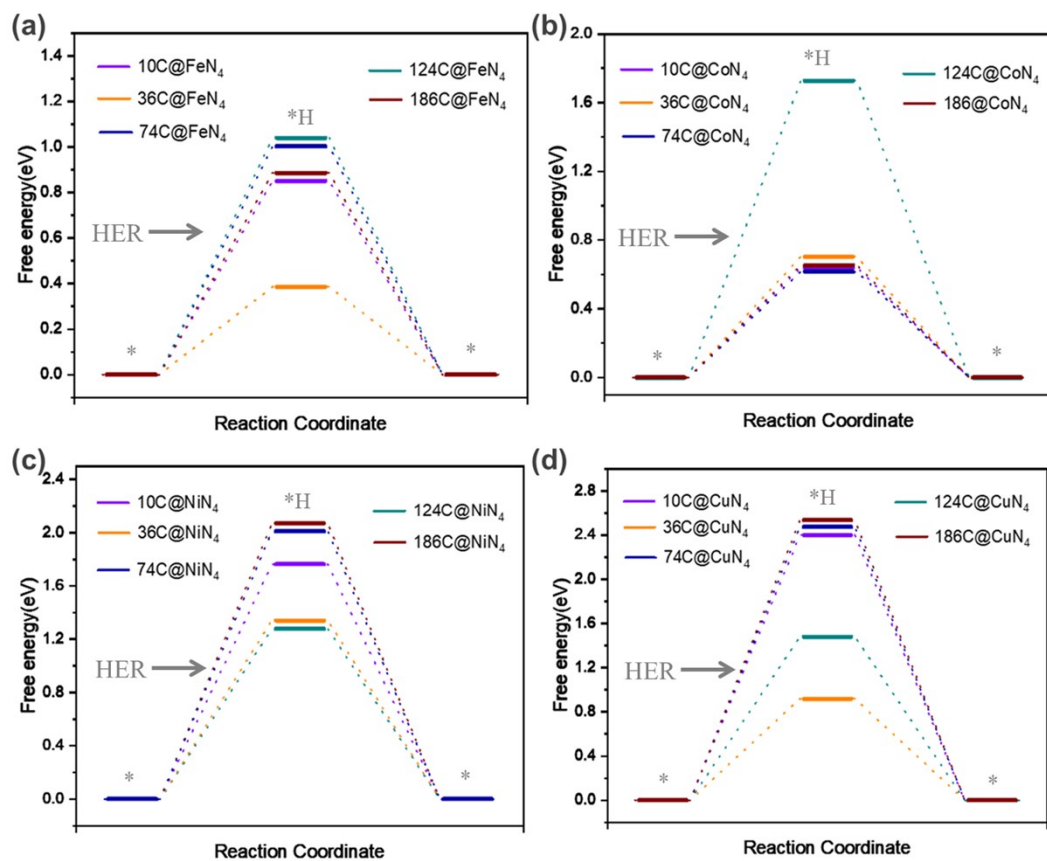 (a)
Free energy(eV)
1.4
1.2
1.0
0.8
0.6
0.4
0.2
0.0
10C@FeN₄
36C@FeN₄
74C@FeN₄
124C@FeN₄
186C@FeN₄
*H
HER
*
*
Reaction Coordinate
(b)
Free energy(eV)
2.0
1.6
1.2
0.8
0.4
0.0
10C@CoN₄
36C@CoN₄
74C@CoN₄
124C@CoN₄
186@CoN₄
*H
HER
*
*
Reaction Coordinate
(c)
Free energy(eV)
2.4
2.0
1.6
1.2
0.8
0.4
0.0
10C@NiN₄
36C@NiN₄
74C@NiN₄
124C@NiN₄
186C@NiN₄
*H
HER
*
*
Reaction Coordinate
(d)
Free energy(eV)
2.8
2.4
2.0
1.6
1.2
0.8
0.4
0.0
10C@CuN₄
36C@CuN₄
74C@CuN₄
124C@CuN₄
186C@CuN₄
*H
HER
*
*
Reaction Coordinate